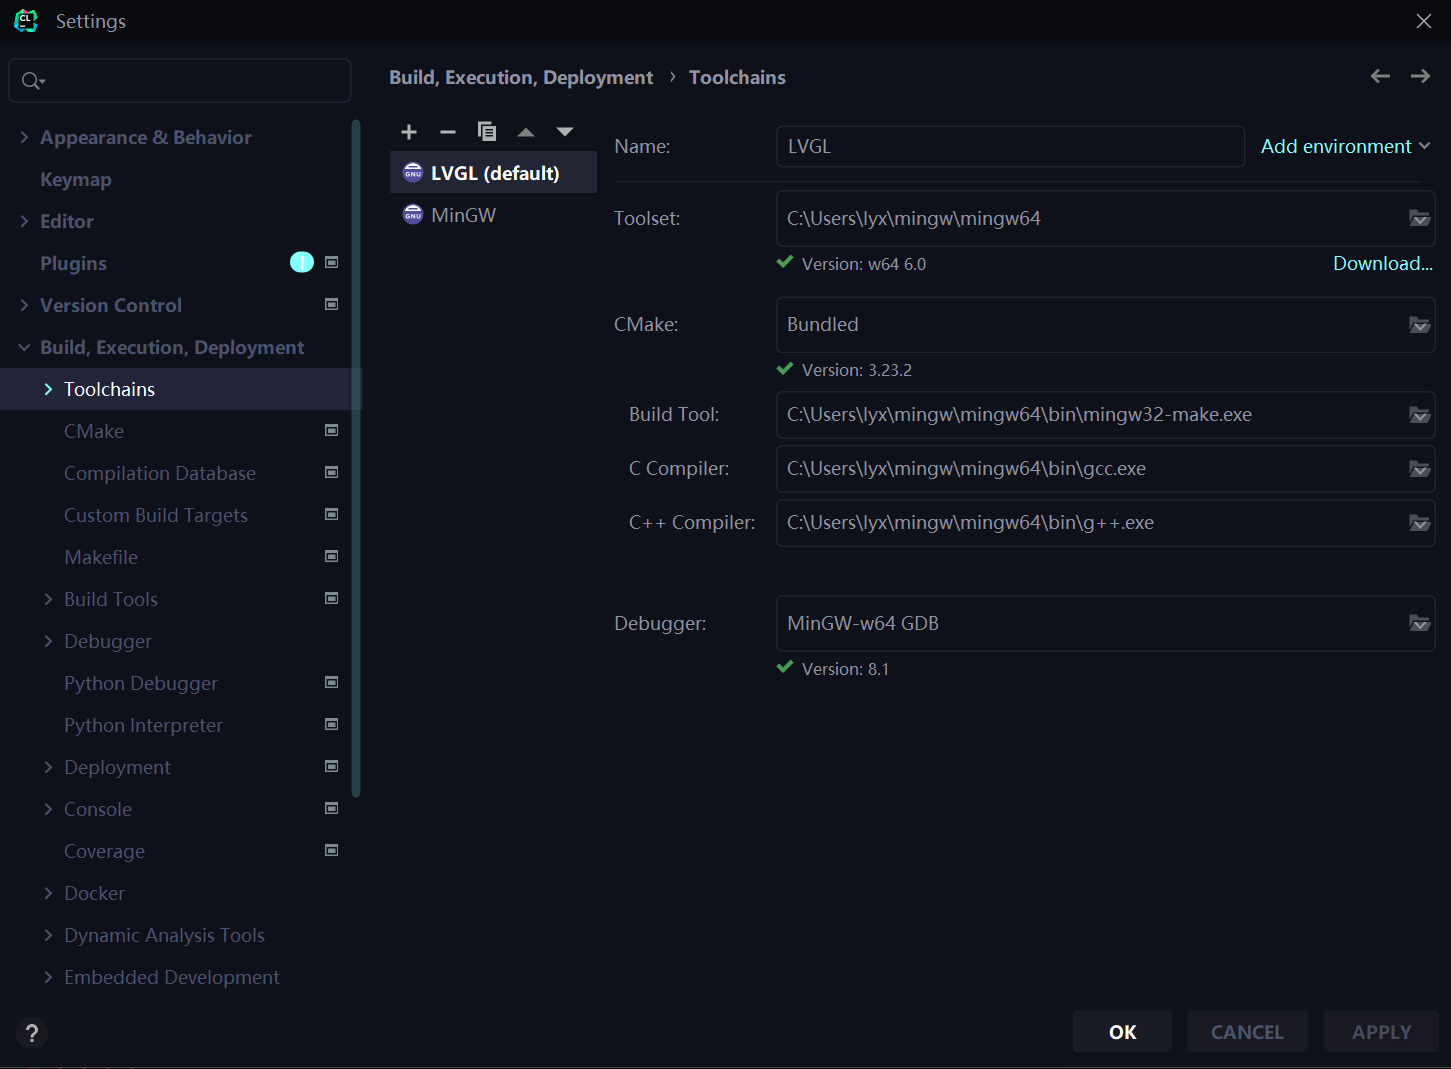 Settings
Build, Execution, Deployment › Toolchains
Appearance & Behavior
Keymap
Editor
Plugins 1
Version Control
Build, Execution, Deployment
Toolchains
CMake
Compilation Database
Custom Build Targets
Makefile
Build Tools
Debugger
Python Debugger
Python Interpreter
Deployment
Console
Coverage
Docker
Dynamic Analysis Tools
Embedded Development
LVGL (default)
MinGW
Name: LVGL Add environment
Toolset: C:\Users\lyx\mingw\mingw64
Version: w64 6.0 Download...
CMake: Bundled
Version: 3.23.2
Build Tool: C:\Users\lyx\mingw\mingw64\bin\mingw32-make.exe
C Compiler: C:\Users\lyx\mingw\mingw64\bin\gcc.exe
C++ Compiler: C:\Users\lyx\mingw\mingw64\bin\g++.exe
Debugger: MinGW-w64 GDB
Version: 8.1
? OK CANCEL APPLY